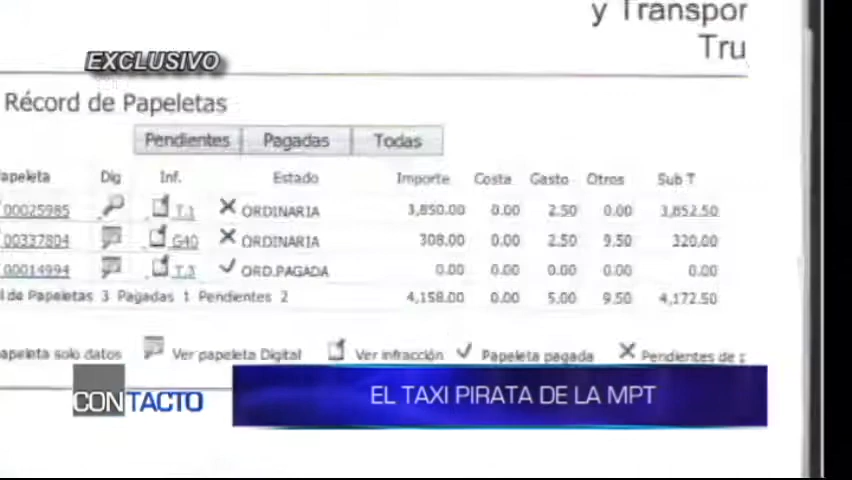 y Transpor
Tru
EXCLUSIVO
Récord de Papeletas
Pendientes Pagadas Todas
apeleta Dig Inf. Estado Importe Costa Gasto Otros Sub T
00025985 T.1 ORDINARIA 3,850.00 0.00 2.50 0.00 3,852.50
00337804 G40 ORDINARIA 308.00 0.00 2.50 9.50 320.00
00014994 T.3 ORD.PAGADA 0.00 0.00 0.00 0.00 0.00
l de Papeletas 3 Pagadas 1 Pendientes 2 4,158.00 0.00 5.00 9.50 4,172.50
apeleta solo datos Ver papeleta Digital Ver infracción Papeleta pagada Pendientes de
CONTACTO
EL TAXI PIRATA DE LA MPT